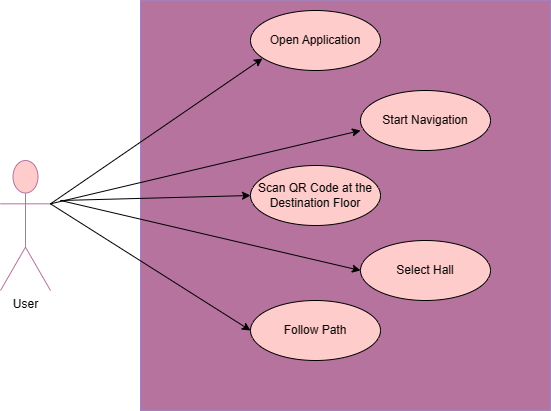 Open Application
Start Navigation
Scan QR Code at the
Destination Floor
Select Hall
User
Follow Path